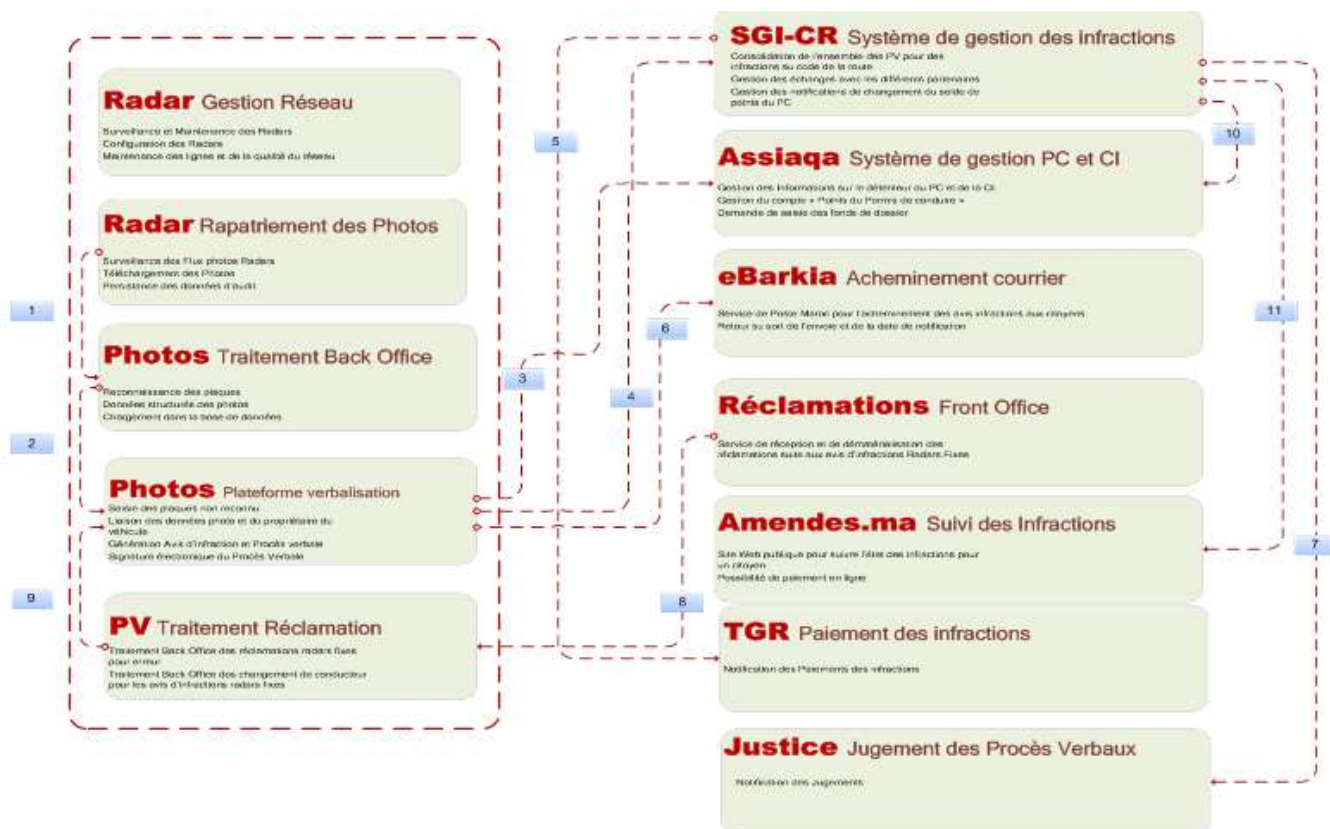 Radar Gestion Réseau
Surveillance et Maintenance des Radars
Configuration des Radars
Maintenance des lignes et de la qualité du réseau
Radar Rapatriement des Photos
Surveillance des Flux photos Radars
Téléchargement des Photos
Persistance des données d'audit
1
Photos Traitement Back Office
Reconnaissance des plaques
Données structurés des photos
Chargement dans la base de données
2
Photos Plateforme verbalisation
Saisie des plaques non reconnu
Liaison des données photo et du propriétaire du
véhicule
Génération Avis d'infraction et Procès verbale
Signature électronique du Procès Verbale
9
PV Traitement Réclamation
Traitement Back Office des réclamations radars fixes
pour erreur
Traitement Back Office des changement de conducteur
pour les avis d'infractions radars fixes
5
3
4
6
8
SGI-CR Système de gestion des infractions
Consolidation de l'ensemble des PV pour des
infractions au code de la route
Gestion des échanges avec les différents partenaires
Gestion des notifications de changement du solde de
points du PC
10
Assiaqa Système de gestion PC et CI
Gestion des Informations sur le détenteur du PC et de la CI
Gestion du compte « Points du Permis de conduire »
Demande de saisie des fonds de dossier
eBarkia Acheminement courrier
Service de Poste Maroc pour l'acheminement des avis infractions aux citoyens
Retour su sort de l'envoie et de la date de notification
11
Réclamations Front Office
Service de réception et de dématérialisation des
réclamations suite aux avis d'infractions Radars Fixes
Amendes.ma Suivi des Infractions
Site Web publique pour suivre l'état des infractions pour
un citoyen
Possibilité de paiement en ligne
7
TGR Paiement des infractions
Notification des Paiements des infractions
Justice Jugement des Procès Verbaux
Notification des Jugements